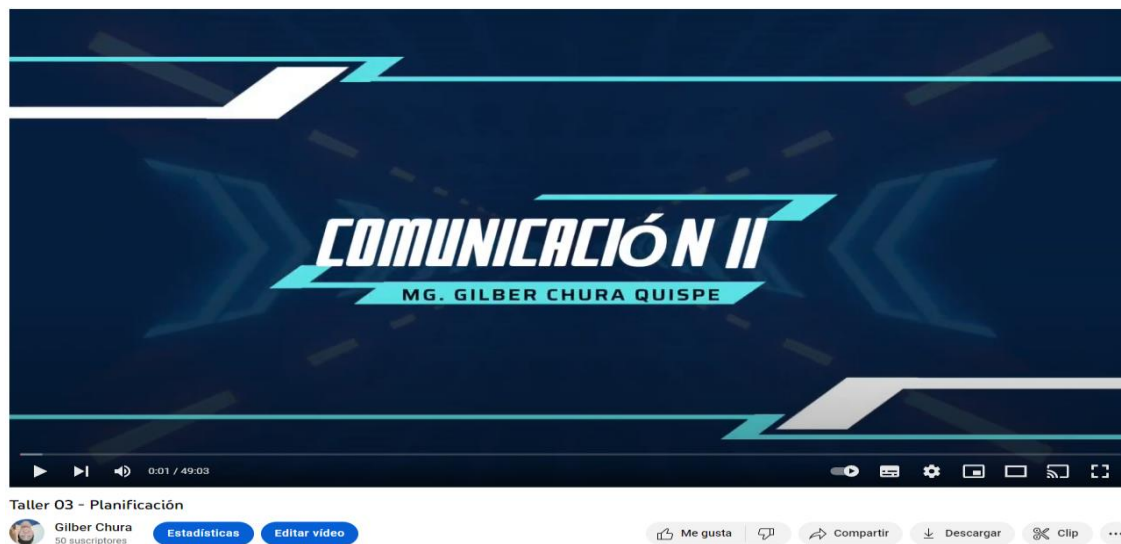 COMUNICACIÓN II
MG. GILBER CHURA QUISPE
0:01 / 49:03
Taller 03 - Planificación
Gilber Chura
50 suscriptores
Estadísticas
Editar vídeo
Me gusta
Compartir
Descargar
Clip